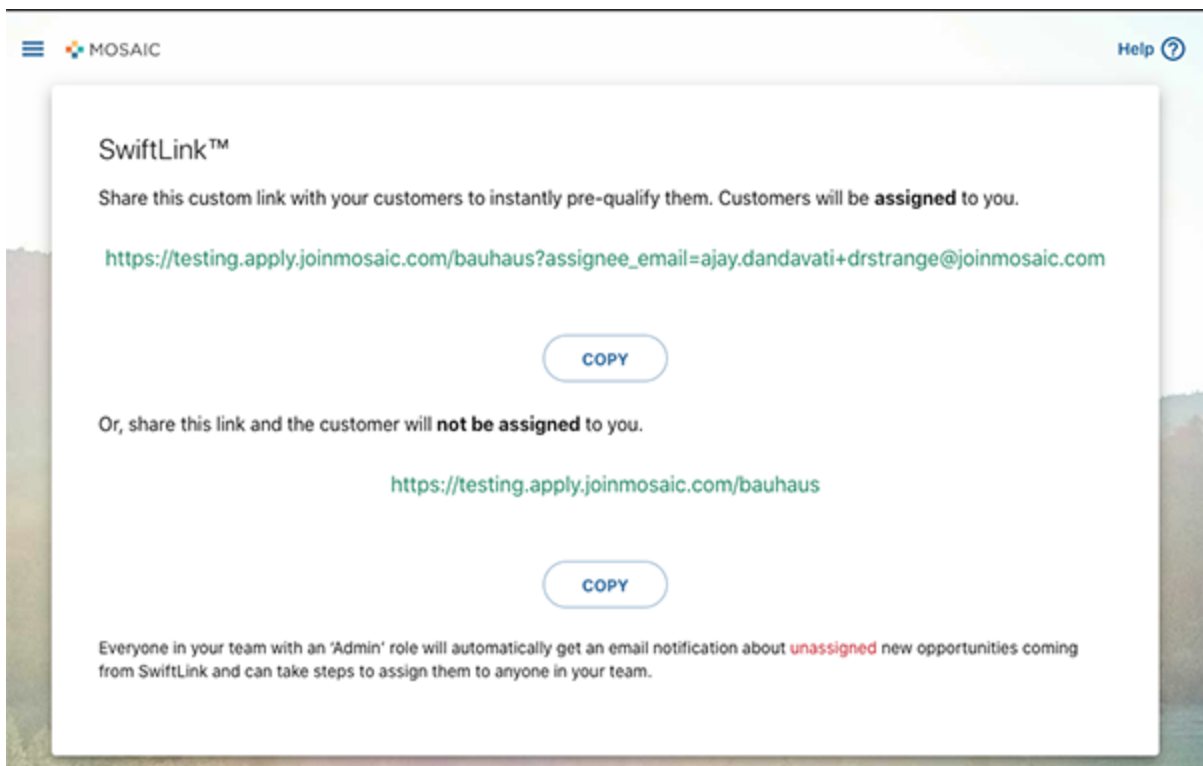 MOSAIC
Help
SwiftLink™
Share this custom link with your customers to instantly pre-qualify them. Customers will be assigned to you.
https://testing.apply.joinmosaic.com/bauhaus?assignee_email=ajay.dandavati+drstrange@joinmosaic.com
COPY
Or, share this link and the customer will not be assigned to you.
https://testing.apply.joinmosaic.com/bauhaus
COPY
Everyone in your team with an 'Admin' role will automatically get an email notification about unassigned new opportunities coming
from SwiftLink and can take steps to assign them to anyone in your team.